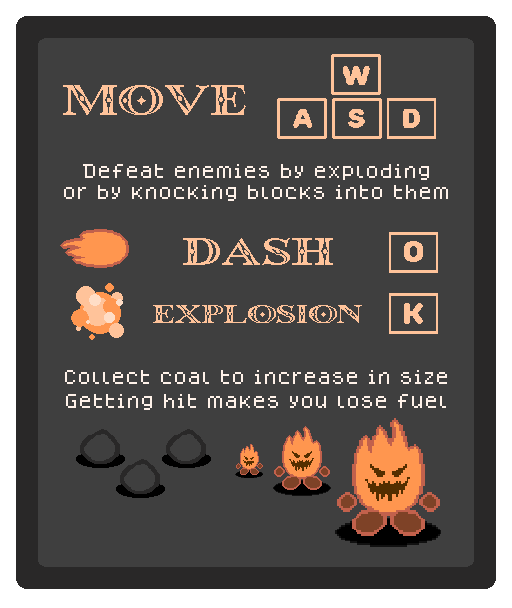 MOVE
W
A S D
Defeat enemies by exploding
or by knocking blocks into them
DASH O
EXPLOSION K
Collect coal to increase in size
Getting hit makes you lose fuel